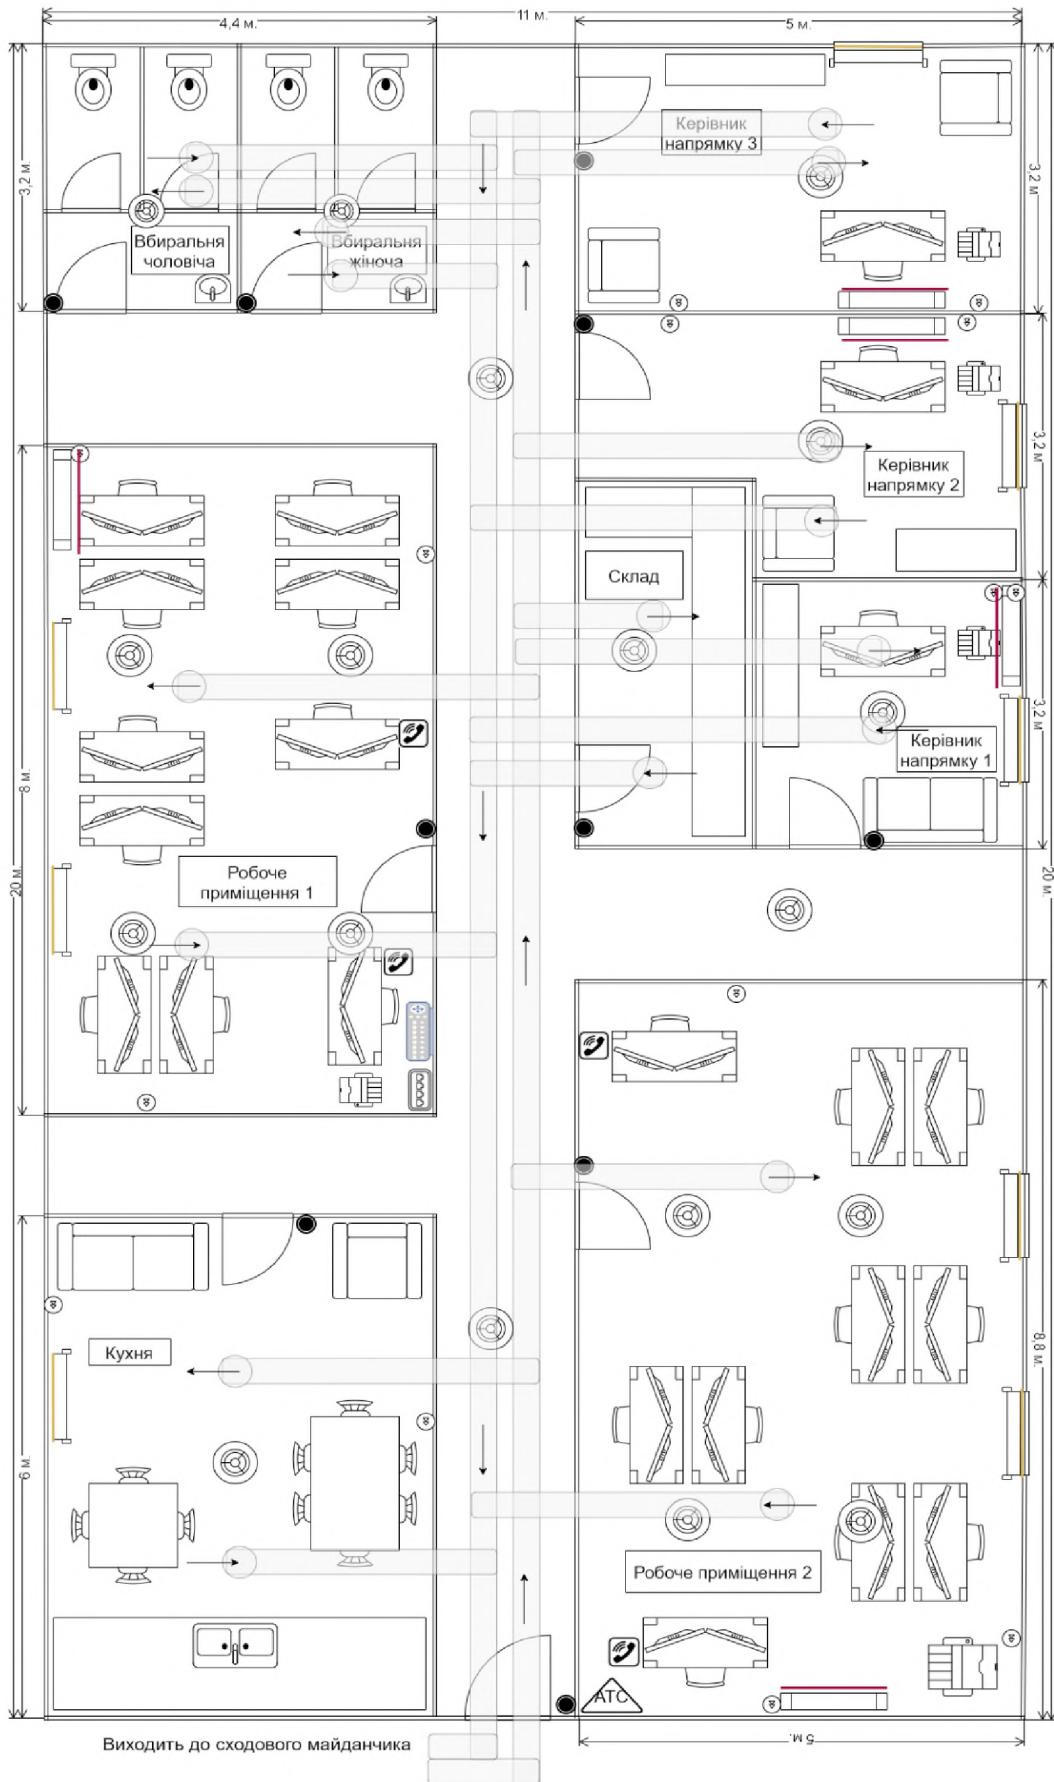 11 м.
4,4 м.
5 м.
3,2 м.
Керівник
напрямку 3
3,2 м
Вбиральня
чоловіча
Вбиральня
жіноча
3,2 м
Керівник
напрямку 2
Склад
3,2 м
Керівник
напрямку 1
8 м.
20 м.
Робоче
приміщення 1
20 м.
Кухня
8,8 м.
6 м.
Робоче приміщення 2
АТС
Виходить до сходового майданчика
5 м.